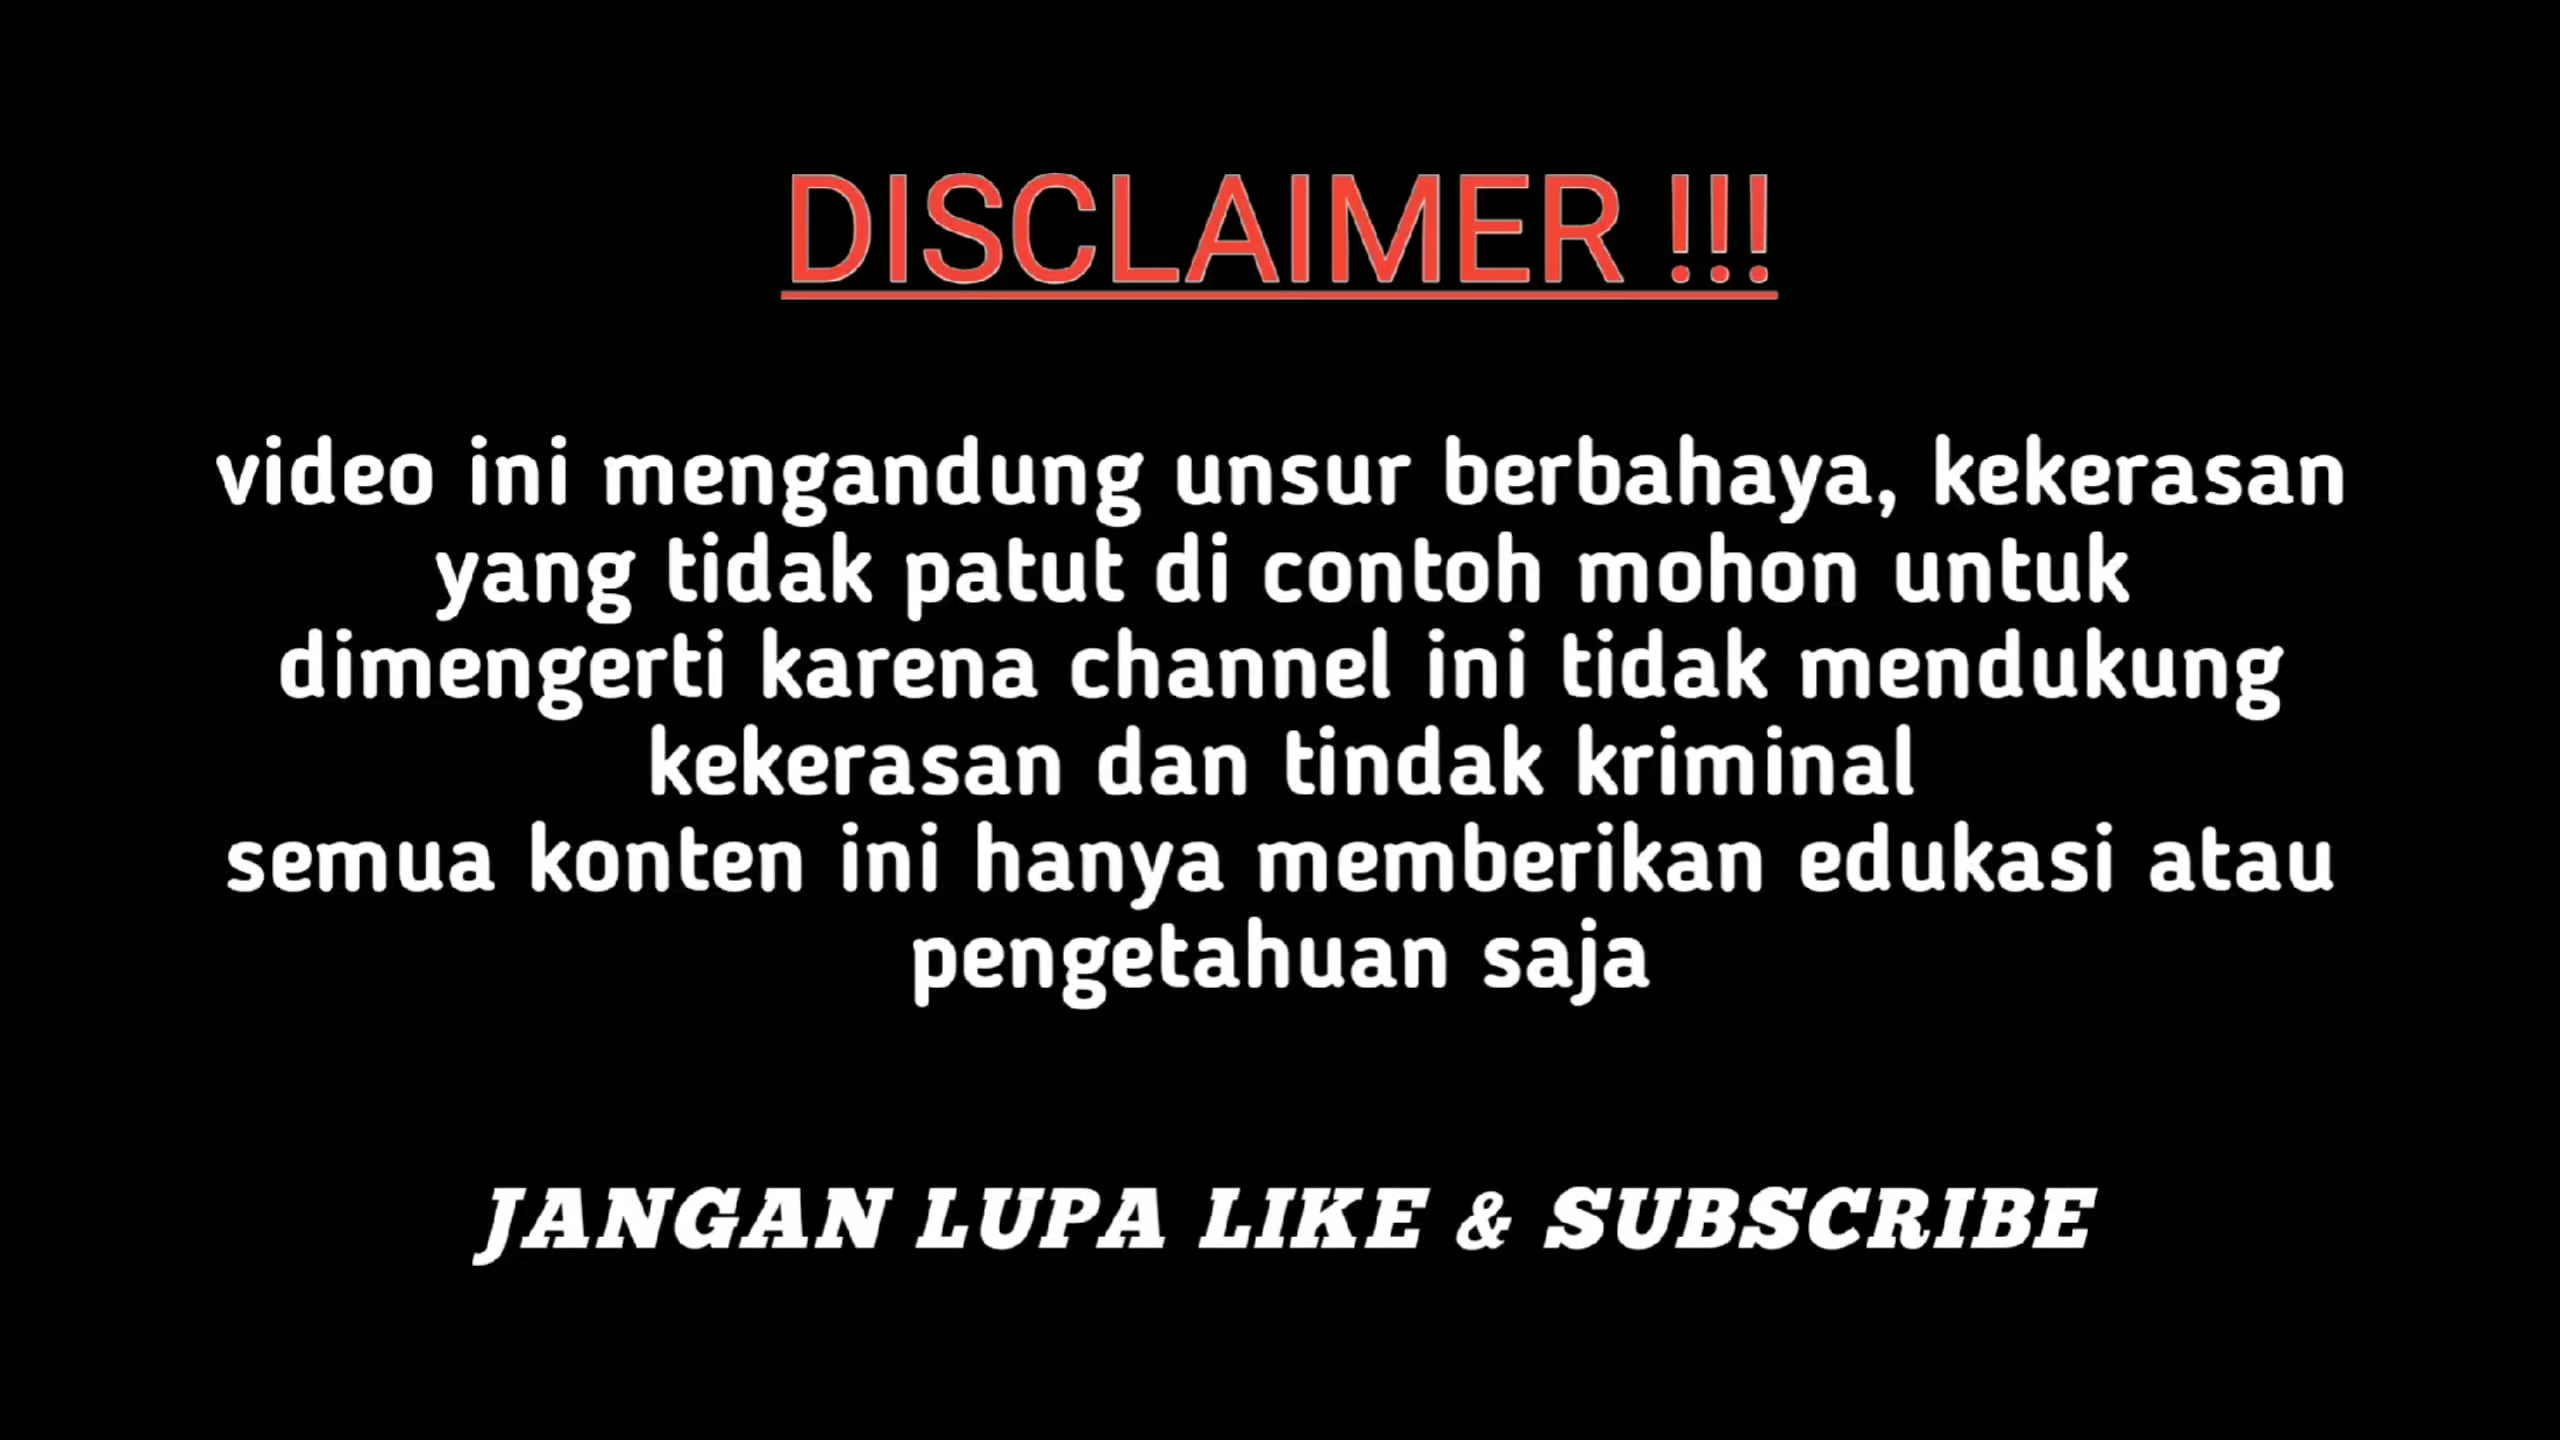 DISCLAIMER !!!
video ini mengandung unsur berbahaya, kekerasan
yang tidak patut di contoh mohon untuk
dimengerti karena channel ini tidak mendukung
kekerasan dan tindak kriminal
semua konten ini hanya memberikan edukasi atau
pengetahuan saja
JANGAN LUPA LIKE & SUBSCRIBE